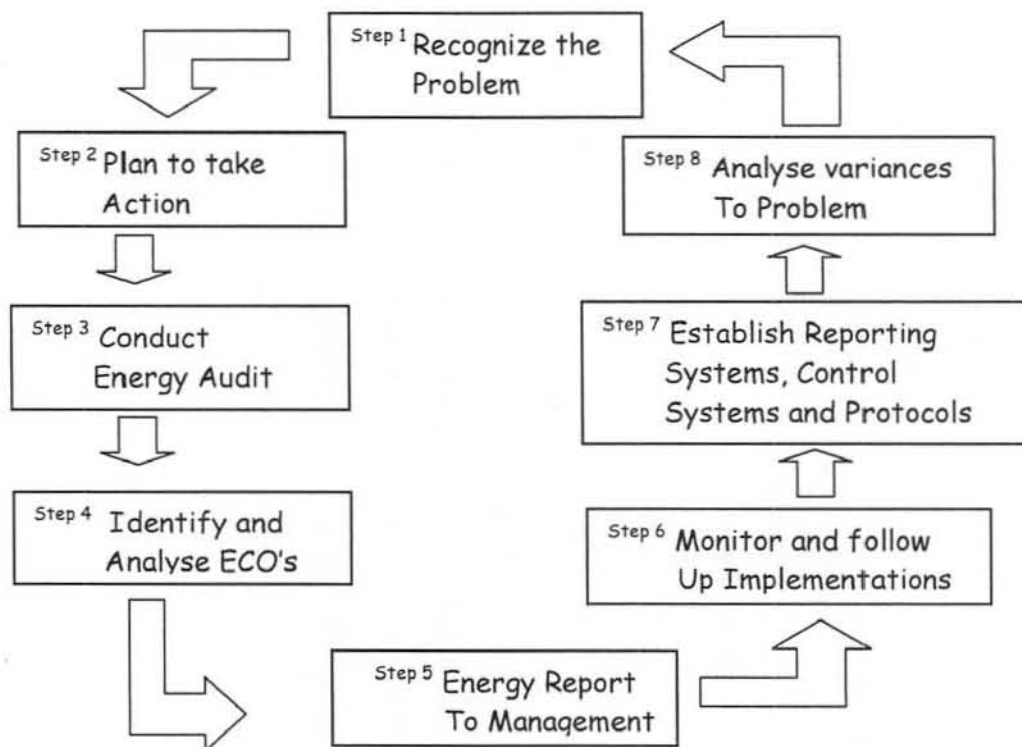 Step 1 Recognize the
Problem
Step 2 Plan to take
Action
Step 3 Conduct
Energy Audit
Step 4 Identify and
Analyse ECO's
Step 5 Energy Report
To Management
Step 6 Monitor and follow
Up Implementations
Step 7 Establish Reporting
Systems, Control
Systems and Protocols
Step 8 Analyse variances
To Problem